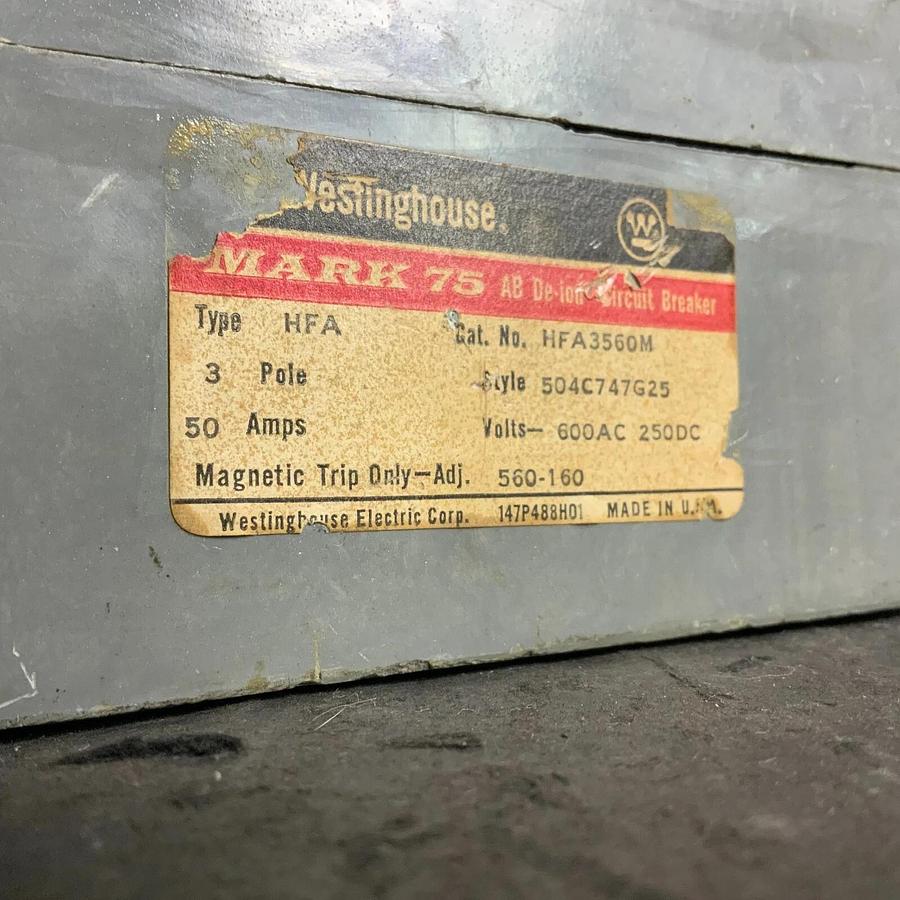 Westinghouse.
W
MARK 75 AB De-ion Circuit Breaker
Type HFA Cat. No. HFA3560M
3 Pole Style 504C747G25
50 Amps Volts— 600AC 250DC
Magnetic Trip Only—Adj. 560-160
Westinghouse Electric Corp. 147P488H01 MADE IN U.S.A.